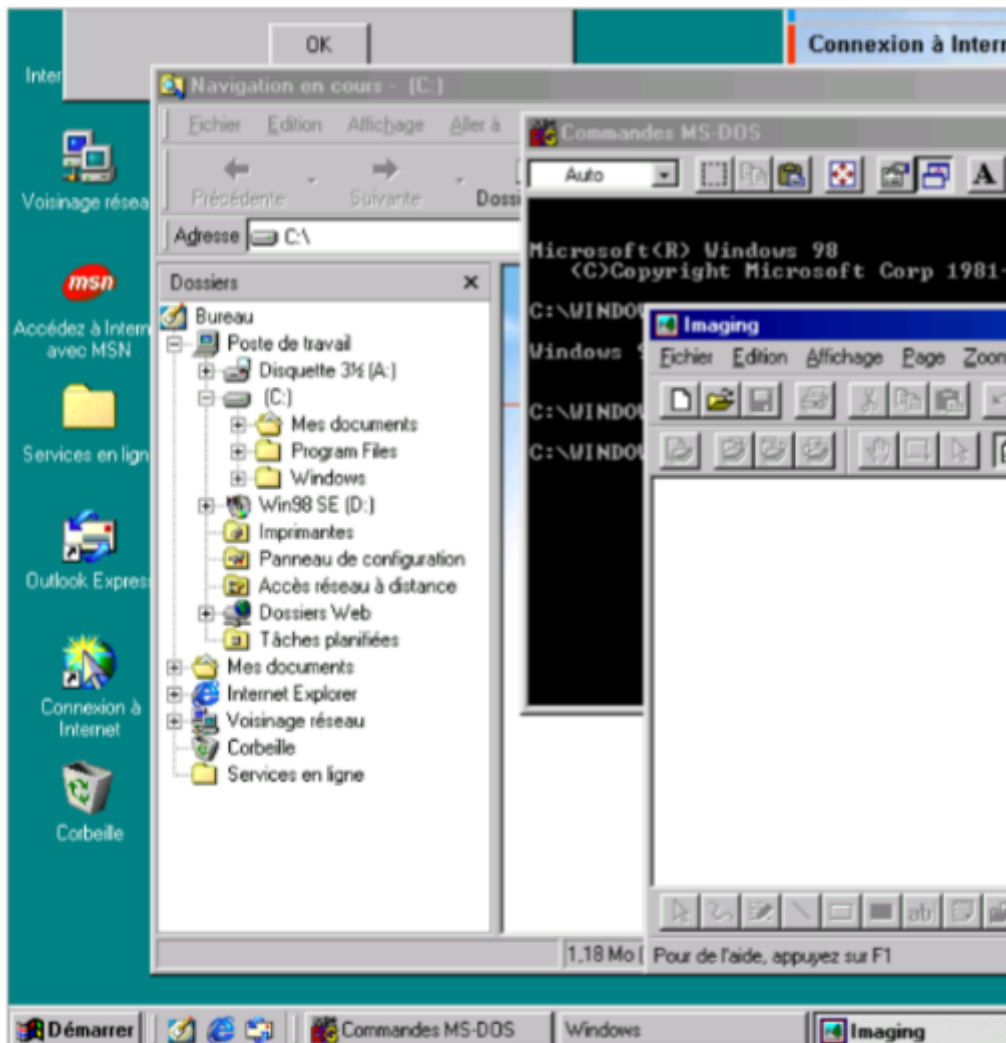 OK
Connexion à Intern
Inter
Voisinage résea
msn
Accédez à Intern
avec MSN
Services en lign
Outlook Expres
Connexion à
Internet
Corbeille
Navigation en cours - (C:)
Fichier Edition Affichage Aller à
Précédente Suivante Dossi
Adresse C:\
Dossiers
Bureau
Poste de travail
Disquette 3½ (A:)
(C:)
Mes documents
Program Files
Windows
Win98 SE (D:)
Imprimantes
Panneau de configuration
Accès réseau à distance
Dossiers Web
Tâches planifiées
Mes documents
Internet Explorer
Voisinage réseau
Corbeille
Services en ligne
1,18 Mo (
Commandes MS-DOS
Auto
A
Microsoft(R) Windows 98
(C)Copyright Microsoft Corp 1981-
C:\WINDOW
Windows 9
C:\WINDOW
C:\WINDOW
Imaging
Fichier Edition Affichage Page Zoom
ab
Pour de l'aide, appuyez sur F1
Démarrer Commandes MS-DOS Windows Imaging